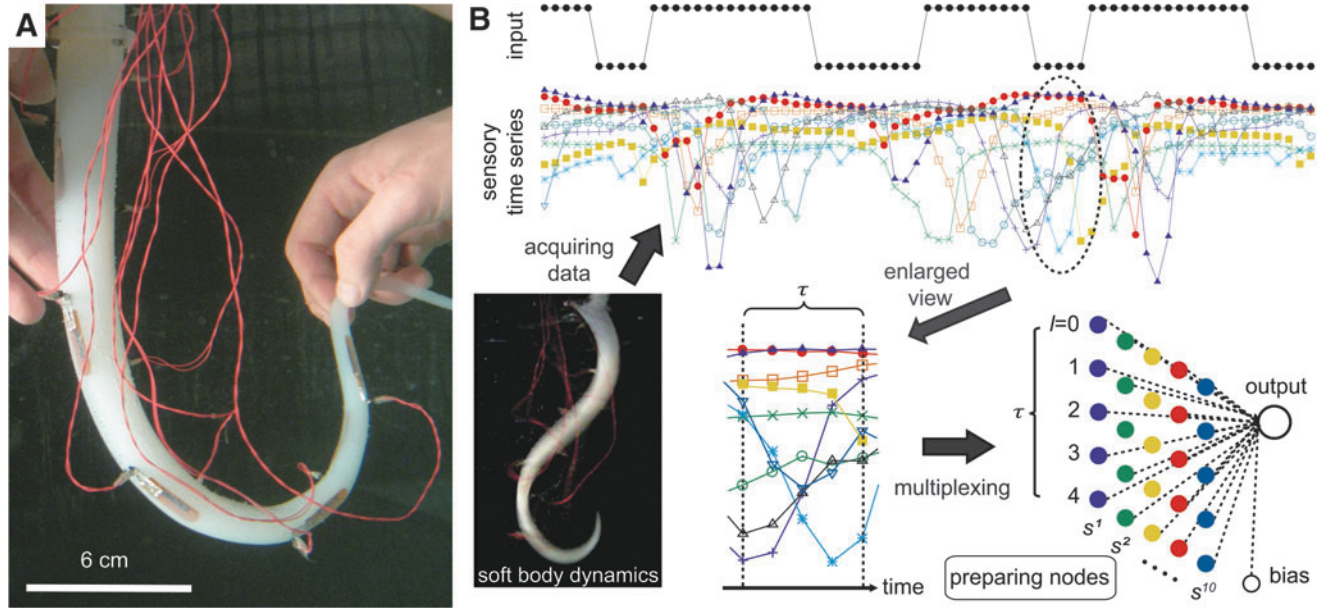 A
6 cm
B
input
sensory
time series
acquiring
data
soft body dynamics
enlarged
view
τ
time
multiplexing
τ
l=0
1
2
3
4
s¹
s²
s¹⁰
output
bias
preparing nodes